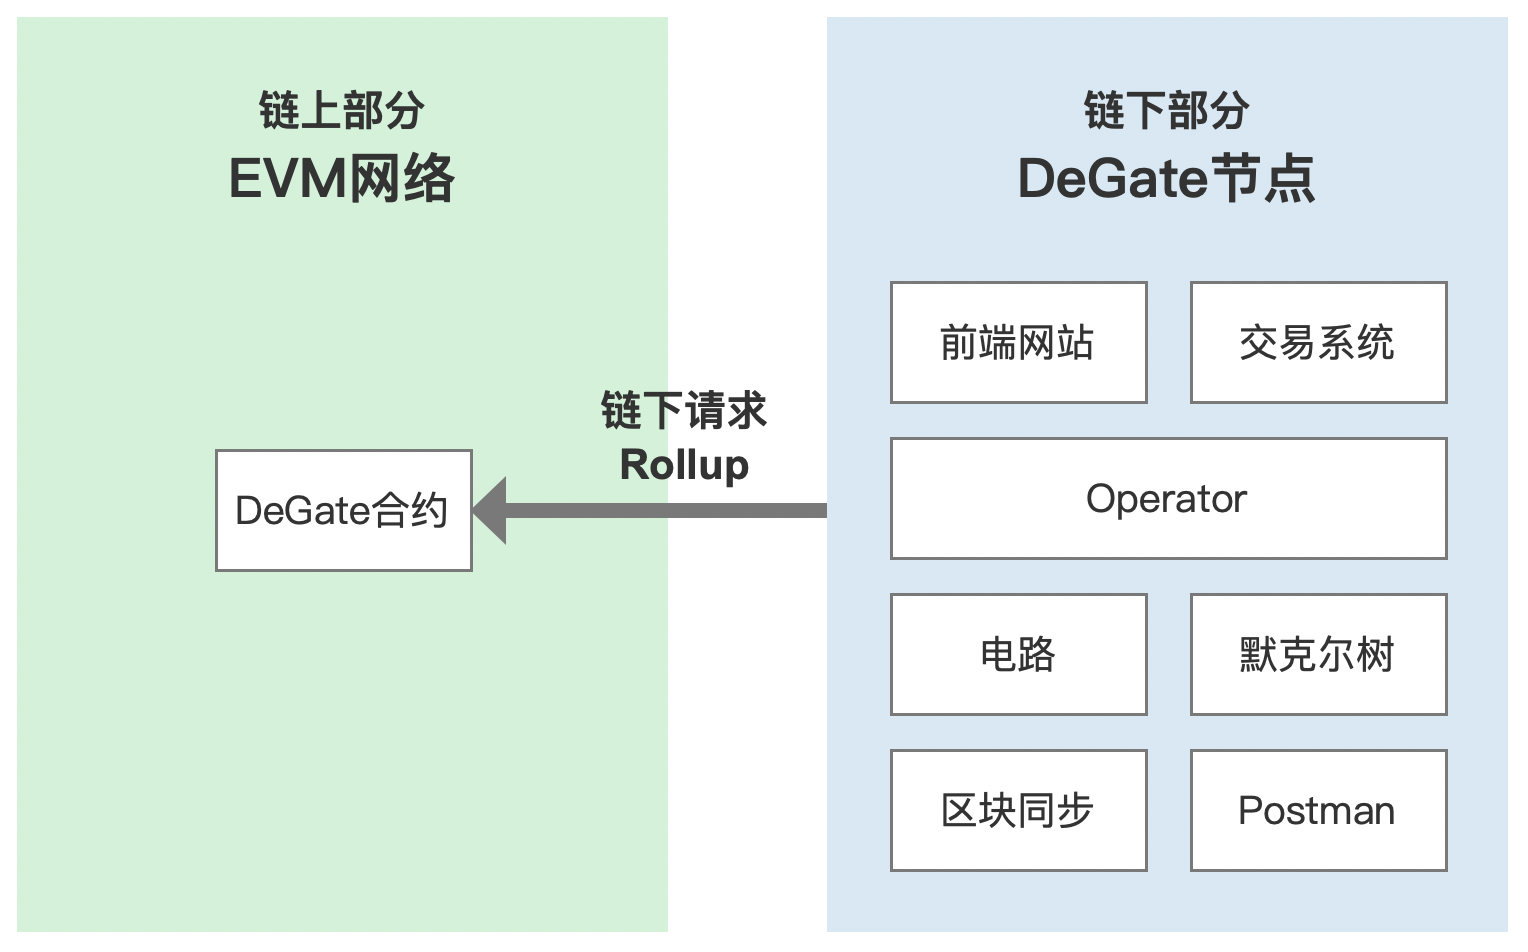 链上部分
EVM网络
DeGate合约
链下请求
Rollup
链下部分
DeGate节点
前端网站
交易系统
Operator
电路
默克尔树
区块同步
Postman